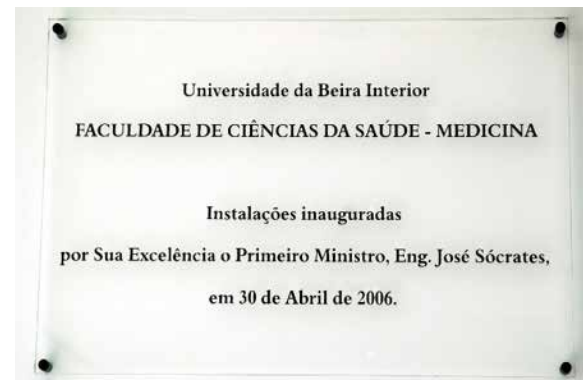 Universidade da Beira Interior
FACULDADE DE CIÊNCIAS DA SAÚDE - MEDICINA
Instalações inauguradas
por Sua Excelência o Primeiro Ministro, Eng. José Sócrates,
em 30 de Abril de 2006.